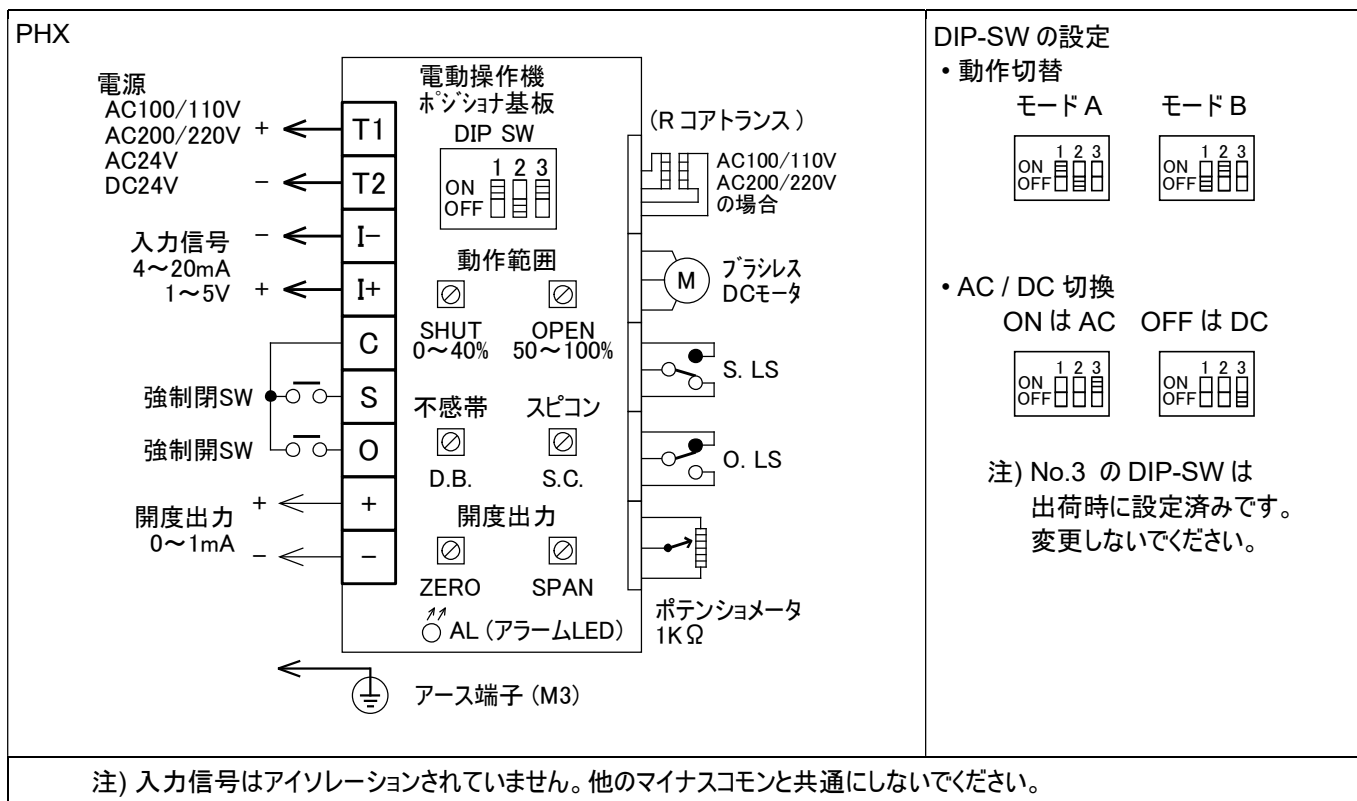 PHX
電源
AC100/110V
AC200/220V
AC24V
DC24V
+
−
入力信号
4～20mA
1～5V
−
+
強制閉SW
強制開SW
開度出力
0～1mA
+
−
T1
T2
I−
I+
C
S
O
+
−
電動操作機
ポジショナ基板
DIP SW
1 2 3
ON
OFF
動作範囲
SHUT
0～40%
OPEN
50～100%
不感帯
スピコン
D.B.
S.C.
開度出力
ZERO
SPAN
AL (アラームLED)
(R コアトランス)
AC100/110V
AC200/220V
の場合
M
ブラシレス
DCモータ
S. LS
O. LS
ポテンショメータ
1KΩ
アース端子 (M3)
DIP-SW の設定
・動作切替
モード A モード B
1 2 3
ON
OFF
1 2 3
ON
OFF
・AC / DC 切換
ON は AC OFF は DC
1 2 3
ON
OFF
1 2 3
ON
OFF
注) No.3 の DIP-SW は
出荷時に設定済みです。
変更しないでください。
注) 入力信号はアイソレーションされていません。他のマイナスコモンと共通にしないでください。